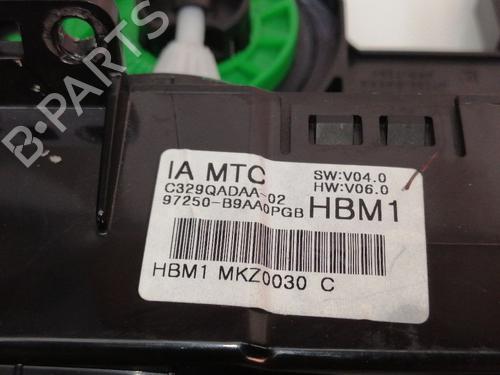 B-PARTS
IA MTC
SW:V04.0
C329QADAA-02
HW:V06.0
97250-B9AA0PGB
HBM1
HBM1 MKZ0030 C